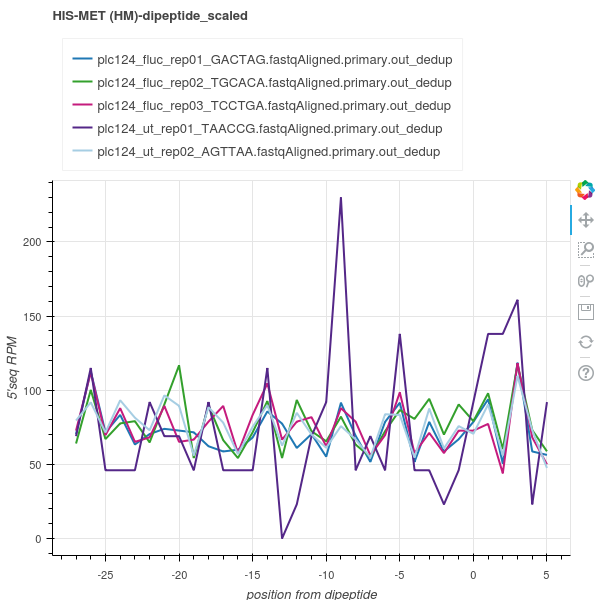 HIS-MET (HM)-dipeptide_scaled
plc124_fluc_rep01_GACTAG.fastqAligned.primary.out_dedup
plc124_fluc_rep02_TGCACA.fastqAligned.primary.out_dedup
plc124_fluc_rep03_TCCTGA.fastqAligned.primary.out_dedup
plc124_ut_rep01_TAACCG.fastqAligned.primary.out_dedup
plc124_ut_rep02_AGTTAA.fastqAligned.primary.out_dedup
5'seq RPM
200
150
100
50
0
-25 -20 -15 -10 -5 0 5
position from dipeptide